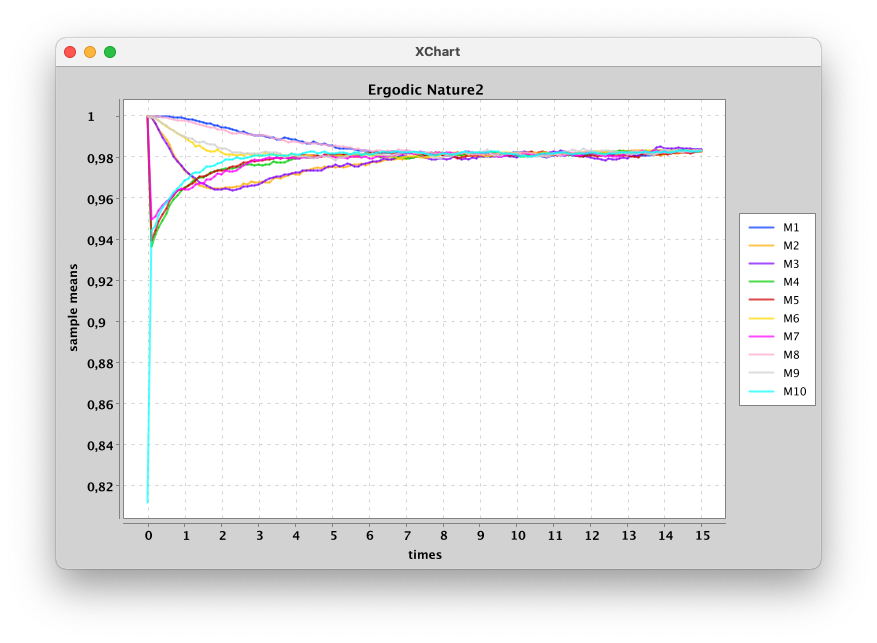 XChart
Ergodic Nature2
1
0,98
0,96
0,94
0,92
0,9
0,88
0,86
0,84
0,82
sample means
0 1 2 3 4 5 6 7 8 9 10 11 12 13 14 15
times
M1
M2
M3
M4
M5
M6
M7
M8
M9
M10